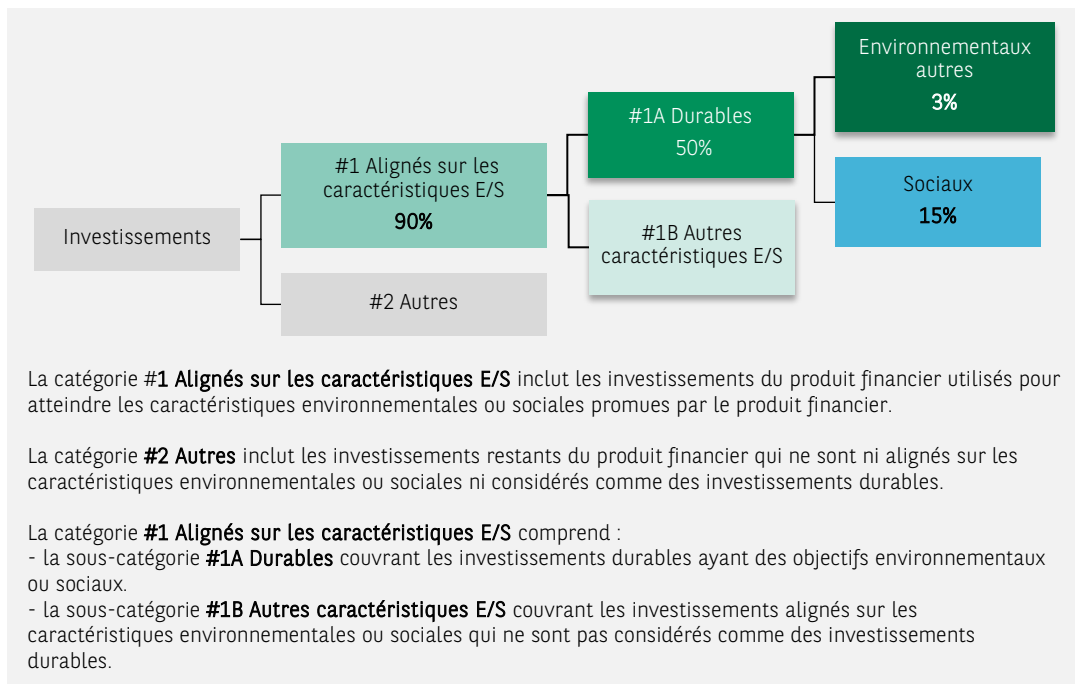 Environnementaux
autres
3%
#1A Durables
50%
#1 Alignés sur les
caractéristiques E/S
90%
Sociaux
15%
Investissements
#1B Autres
caractéristiques E/S
#2 Autres
La catégorie #1 Alignés sur les caractéristiques E/S inclut les investissements du produit financier utilisés pour
atteindre les caractéristiques environnementales ou sociales promues par le produit financier.
La catégorie #2 Autres inclut les investissements restants du produit financier qui ne sont ni alignés sur les
caractéristiques environnementales ou sociales ni considérés comme des investissements durables.
La catégorie #1 Alignés sur les caractéristiques E/S comprend :
- la sous-catégorie #1A Durables couvrant les investissements durables ayant des objectifs environnementaux
ou sociaux.
- la sous-catégorie #1B Autres caractéristiques E/S couvrant les investissements alignés sur les
caractéristiques environnementales ou sociales qui ne sont pas considérés comme des investissements
durables.